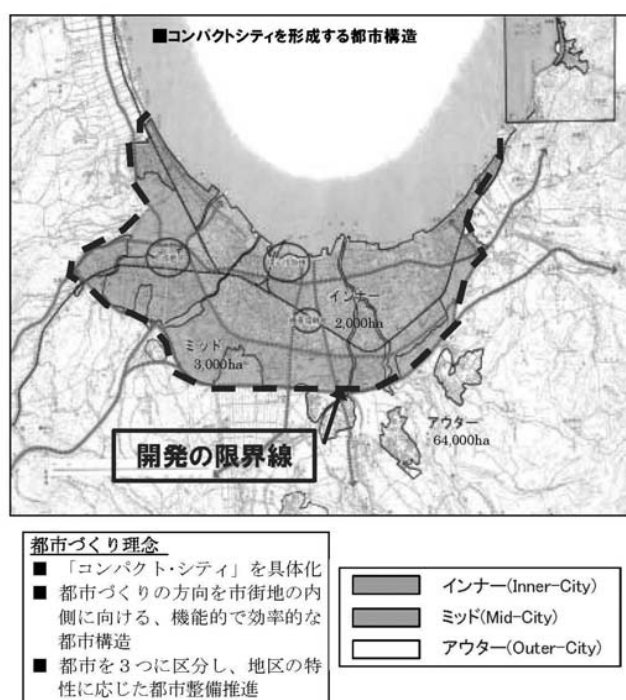 ■コンパクトシティを形成する都市構造
インナー
2,000ha
ミッド
3,000ha
アウター
64,000ha
開発の限界線
都市づくり理念
■ 「コンパクト・シティ」を具体化
■ 都市づくりの方向を市街地の内
側に向ける、機能的で効率的な
都市構造
■ 都市を３つに区分し、地区の特
性に応じた都市整備推進
インナー(Inner-City)
ミッド(Mid-City)
アウター(Outer-City)